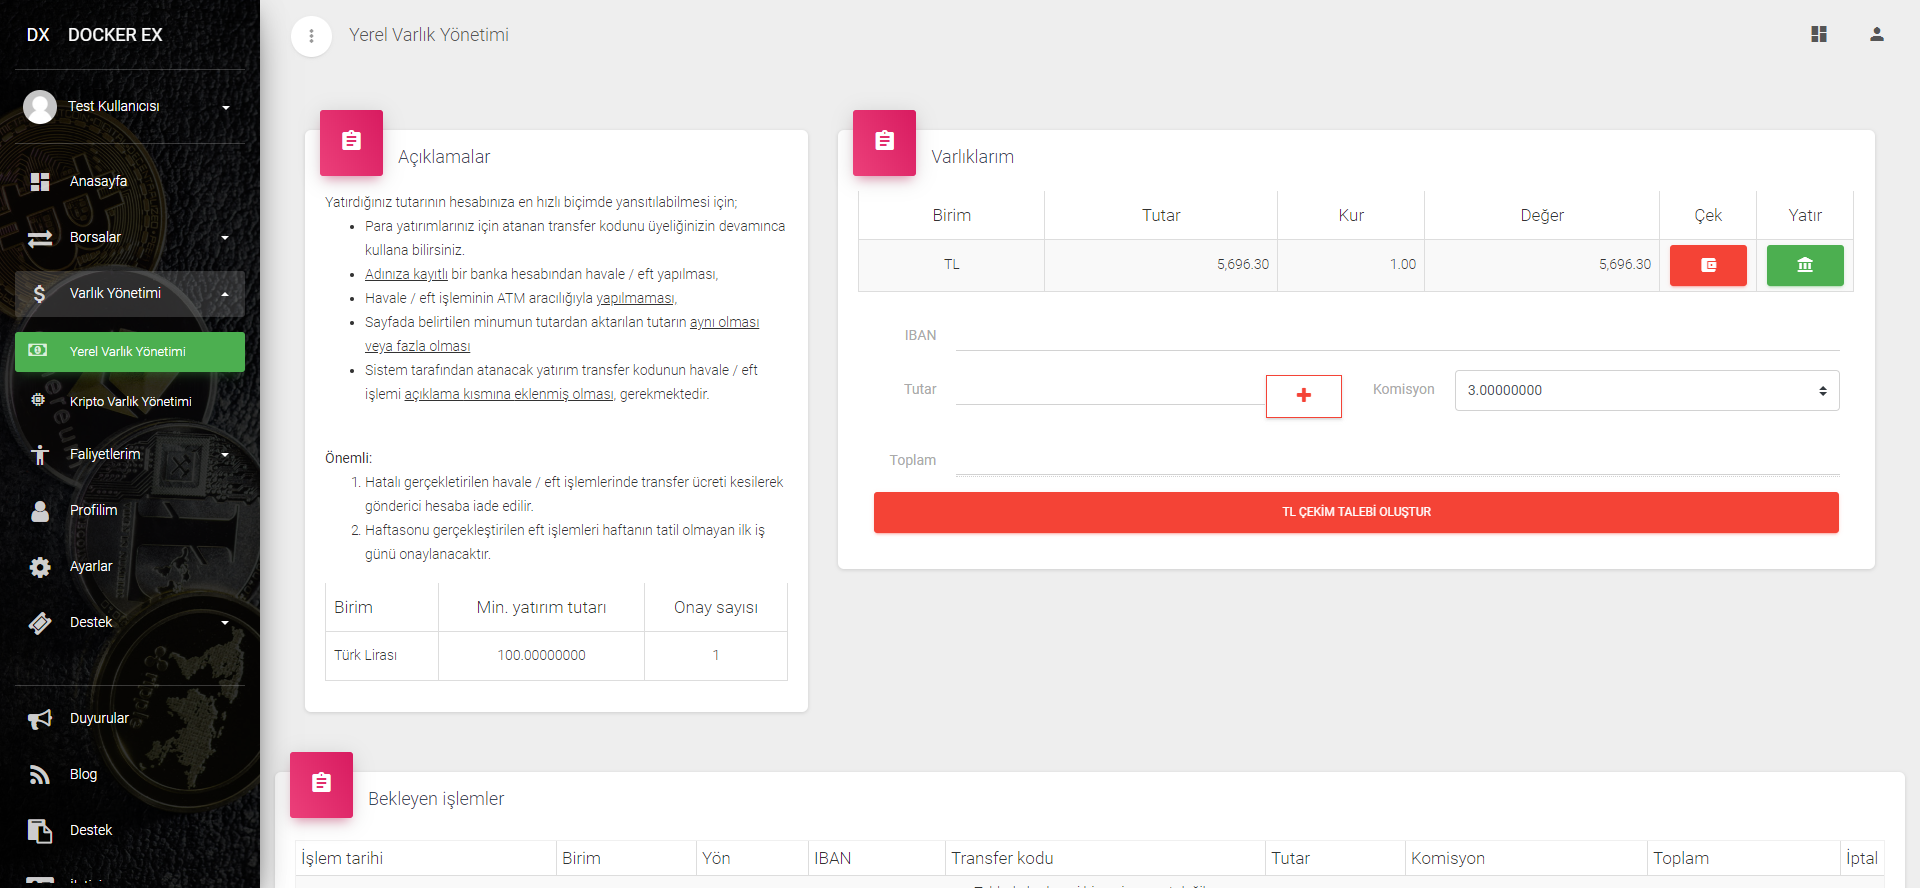 DX DOCKER EX
Test Kullanıcısı
Anasayfa
Borsalar
Varlık Yönetimi
Yerel Varlık Yönetimi
Kripto Varlık Yönetimi
Faliyetlerim
Profilim
Ayarlar
Destek
Duyurular
Blog
Destek
Yerel Varlık Yönetimi
Açıklamalar
Yatırdığınız tutarının hesabınıza en hızlı biçimde yansıtılabilmesi için;
Para yatırımlarınız için atanan transfer kodunu üyeliğinizin devamınca
kullana bilirsiniz.
Adınıza kayıtlı bir banka hesabından havale / eft yapılması,
Havale / eft işleminin ATM aracılığıyla yapılmaması,
Sayfada belirtilen minumun tutardan aktarılan tutarın aynı olması
veya fazla olması
Sistem tarafından atanacak yatırım transfer kodunun havale / eft
işlemi açıklama kısmına eklenmiş olması, gerekmektedir.
Önemli:
1. Hatalı gerçekletirilen havale / eft işlemlerinde transfer ücreti kesilerek
gönderici hesaba iade edilir.
2. Haftasonu gerçekleştirilen eft işlemleri haftanın tatil olmayan ilk iş
günü onaylanacaktır.
Birim Min. yatırım tutarı Onay sayısı
Türk Lirası 100.00000000 1
Varlıklarım
Birim Tutar Kur Değer Çek Yatır
TL 5,696.30 1.00 5,696.30
IBAN
Tutar Komisyon 3.00000000
Toplam
TL ÇEKİM TALEBİ OLUŞTUR
Bekleyen işlemler
İşlem tarihi Birim Yön IBAN Transfer kodu Tutar Komisyon Toplam İptal